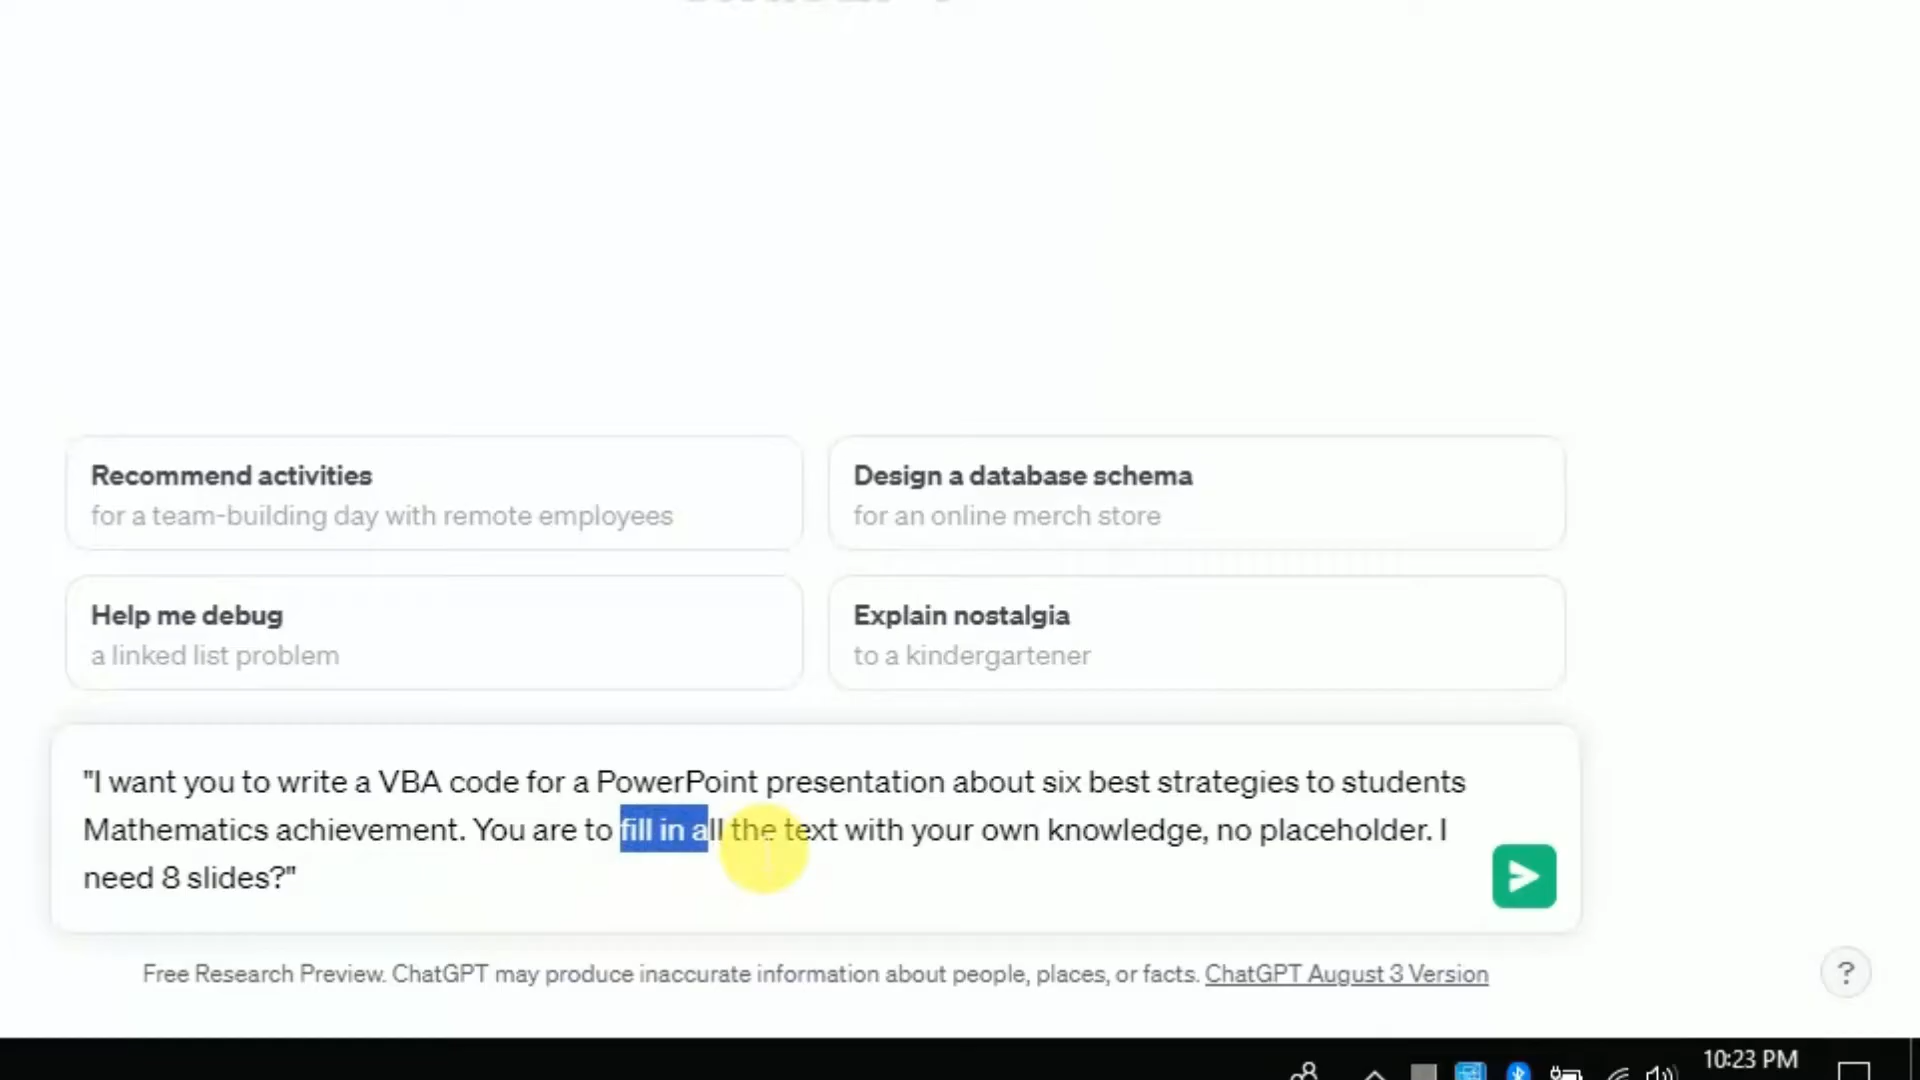 Recommend activities
for a team-building day with remote employees
Design a database schema
for an online merch store
Help me debug
a linked list problem
Explain nostalgia
to a kindergartener
"I want you to write a VBA code for a PowerPoint presentation about six best strategies to students
Mathematics achievement. You are to fill in all the text with your own knowledge, no placeholder. I
need 8 slides?"
Free Research Preview. ChatGPT may produce inaccurate information about people, places, or facts. ChatGPT August 3 Version
?
10:23 PM